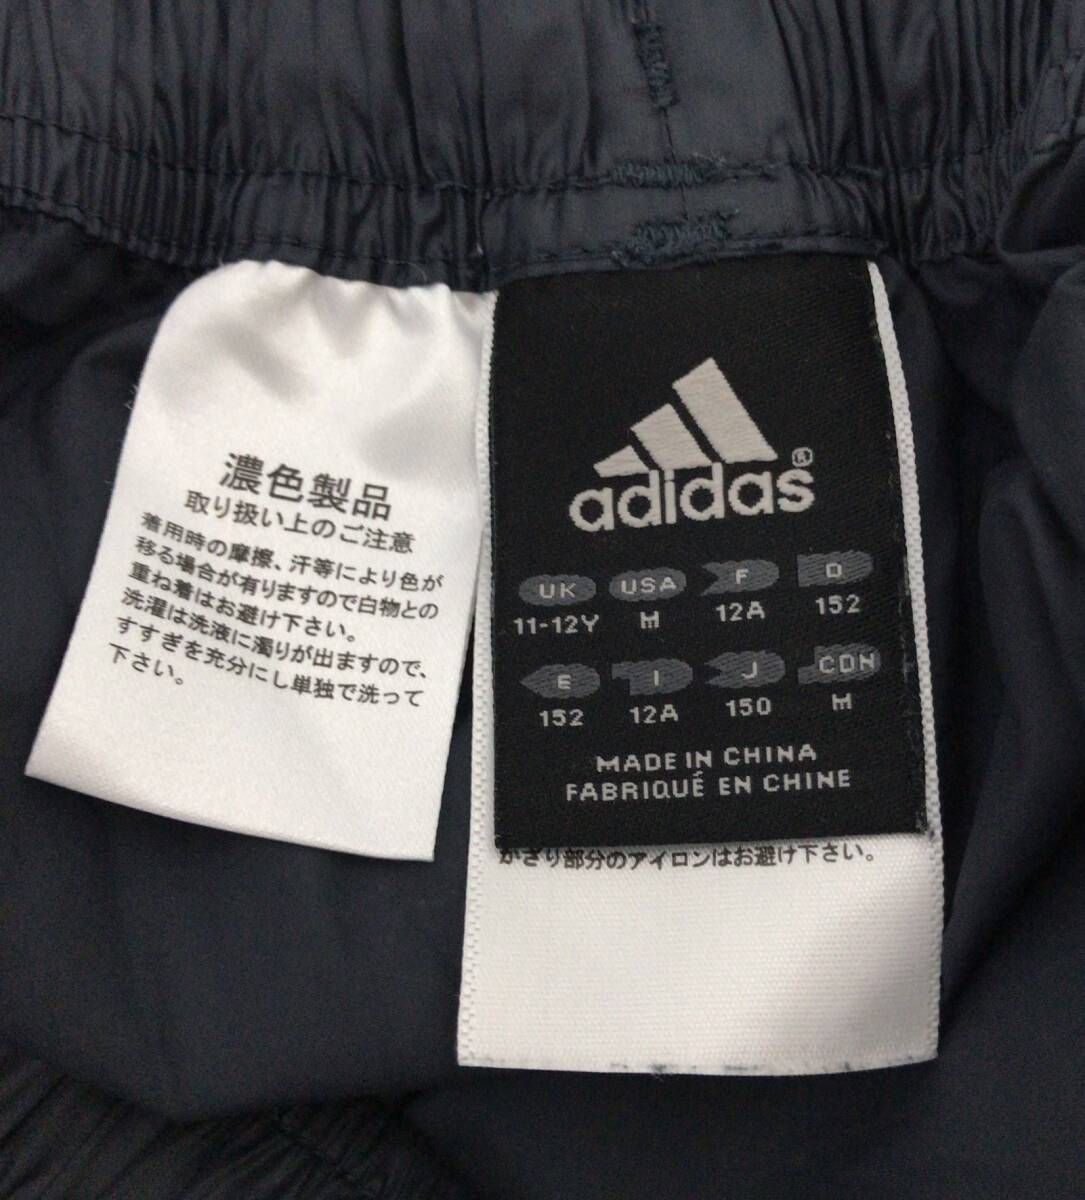 濃色製品
取り扱い上のご注意
着用時の摩擦、汗等により色が
移る場合が有りますので白物との
重ね着はお避け下さい。
洗濯は洗液に濁りが出ますので、
すすぎを充分にし単独で洗って
下さい。
adidas®
UK USA F D
11-12Y M 12A 152
E I J CDN
152 12A 150 M
MADE IN CHINA
FABRIQUÉ EN CHINE
かざり部分のアイロンはお避け下さい。